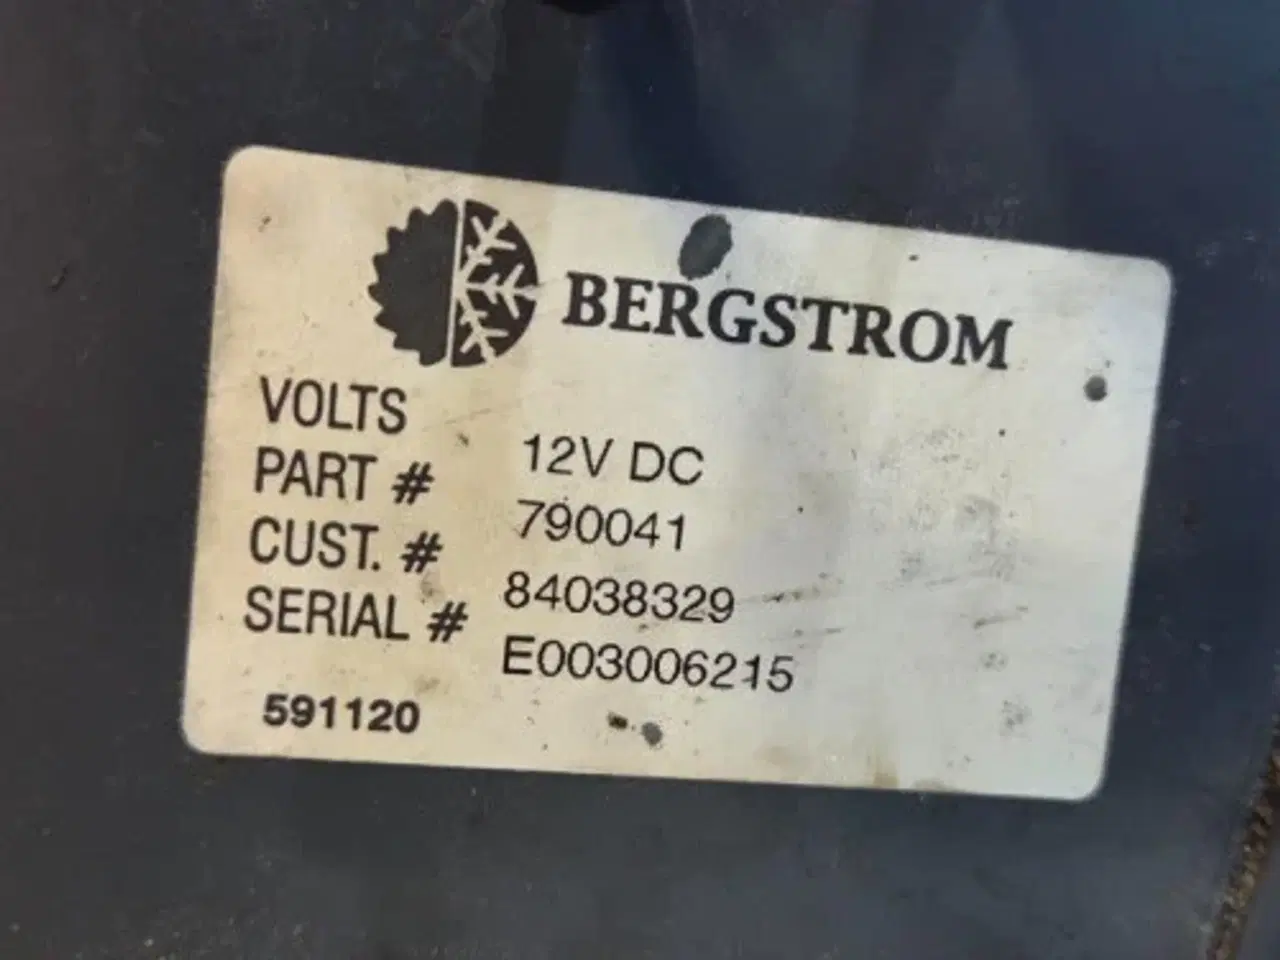 BERGSTROM
VOLTS 12V DC
PART # 790041
CUST. # 84038329
SERIAL # E003006215
591120